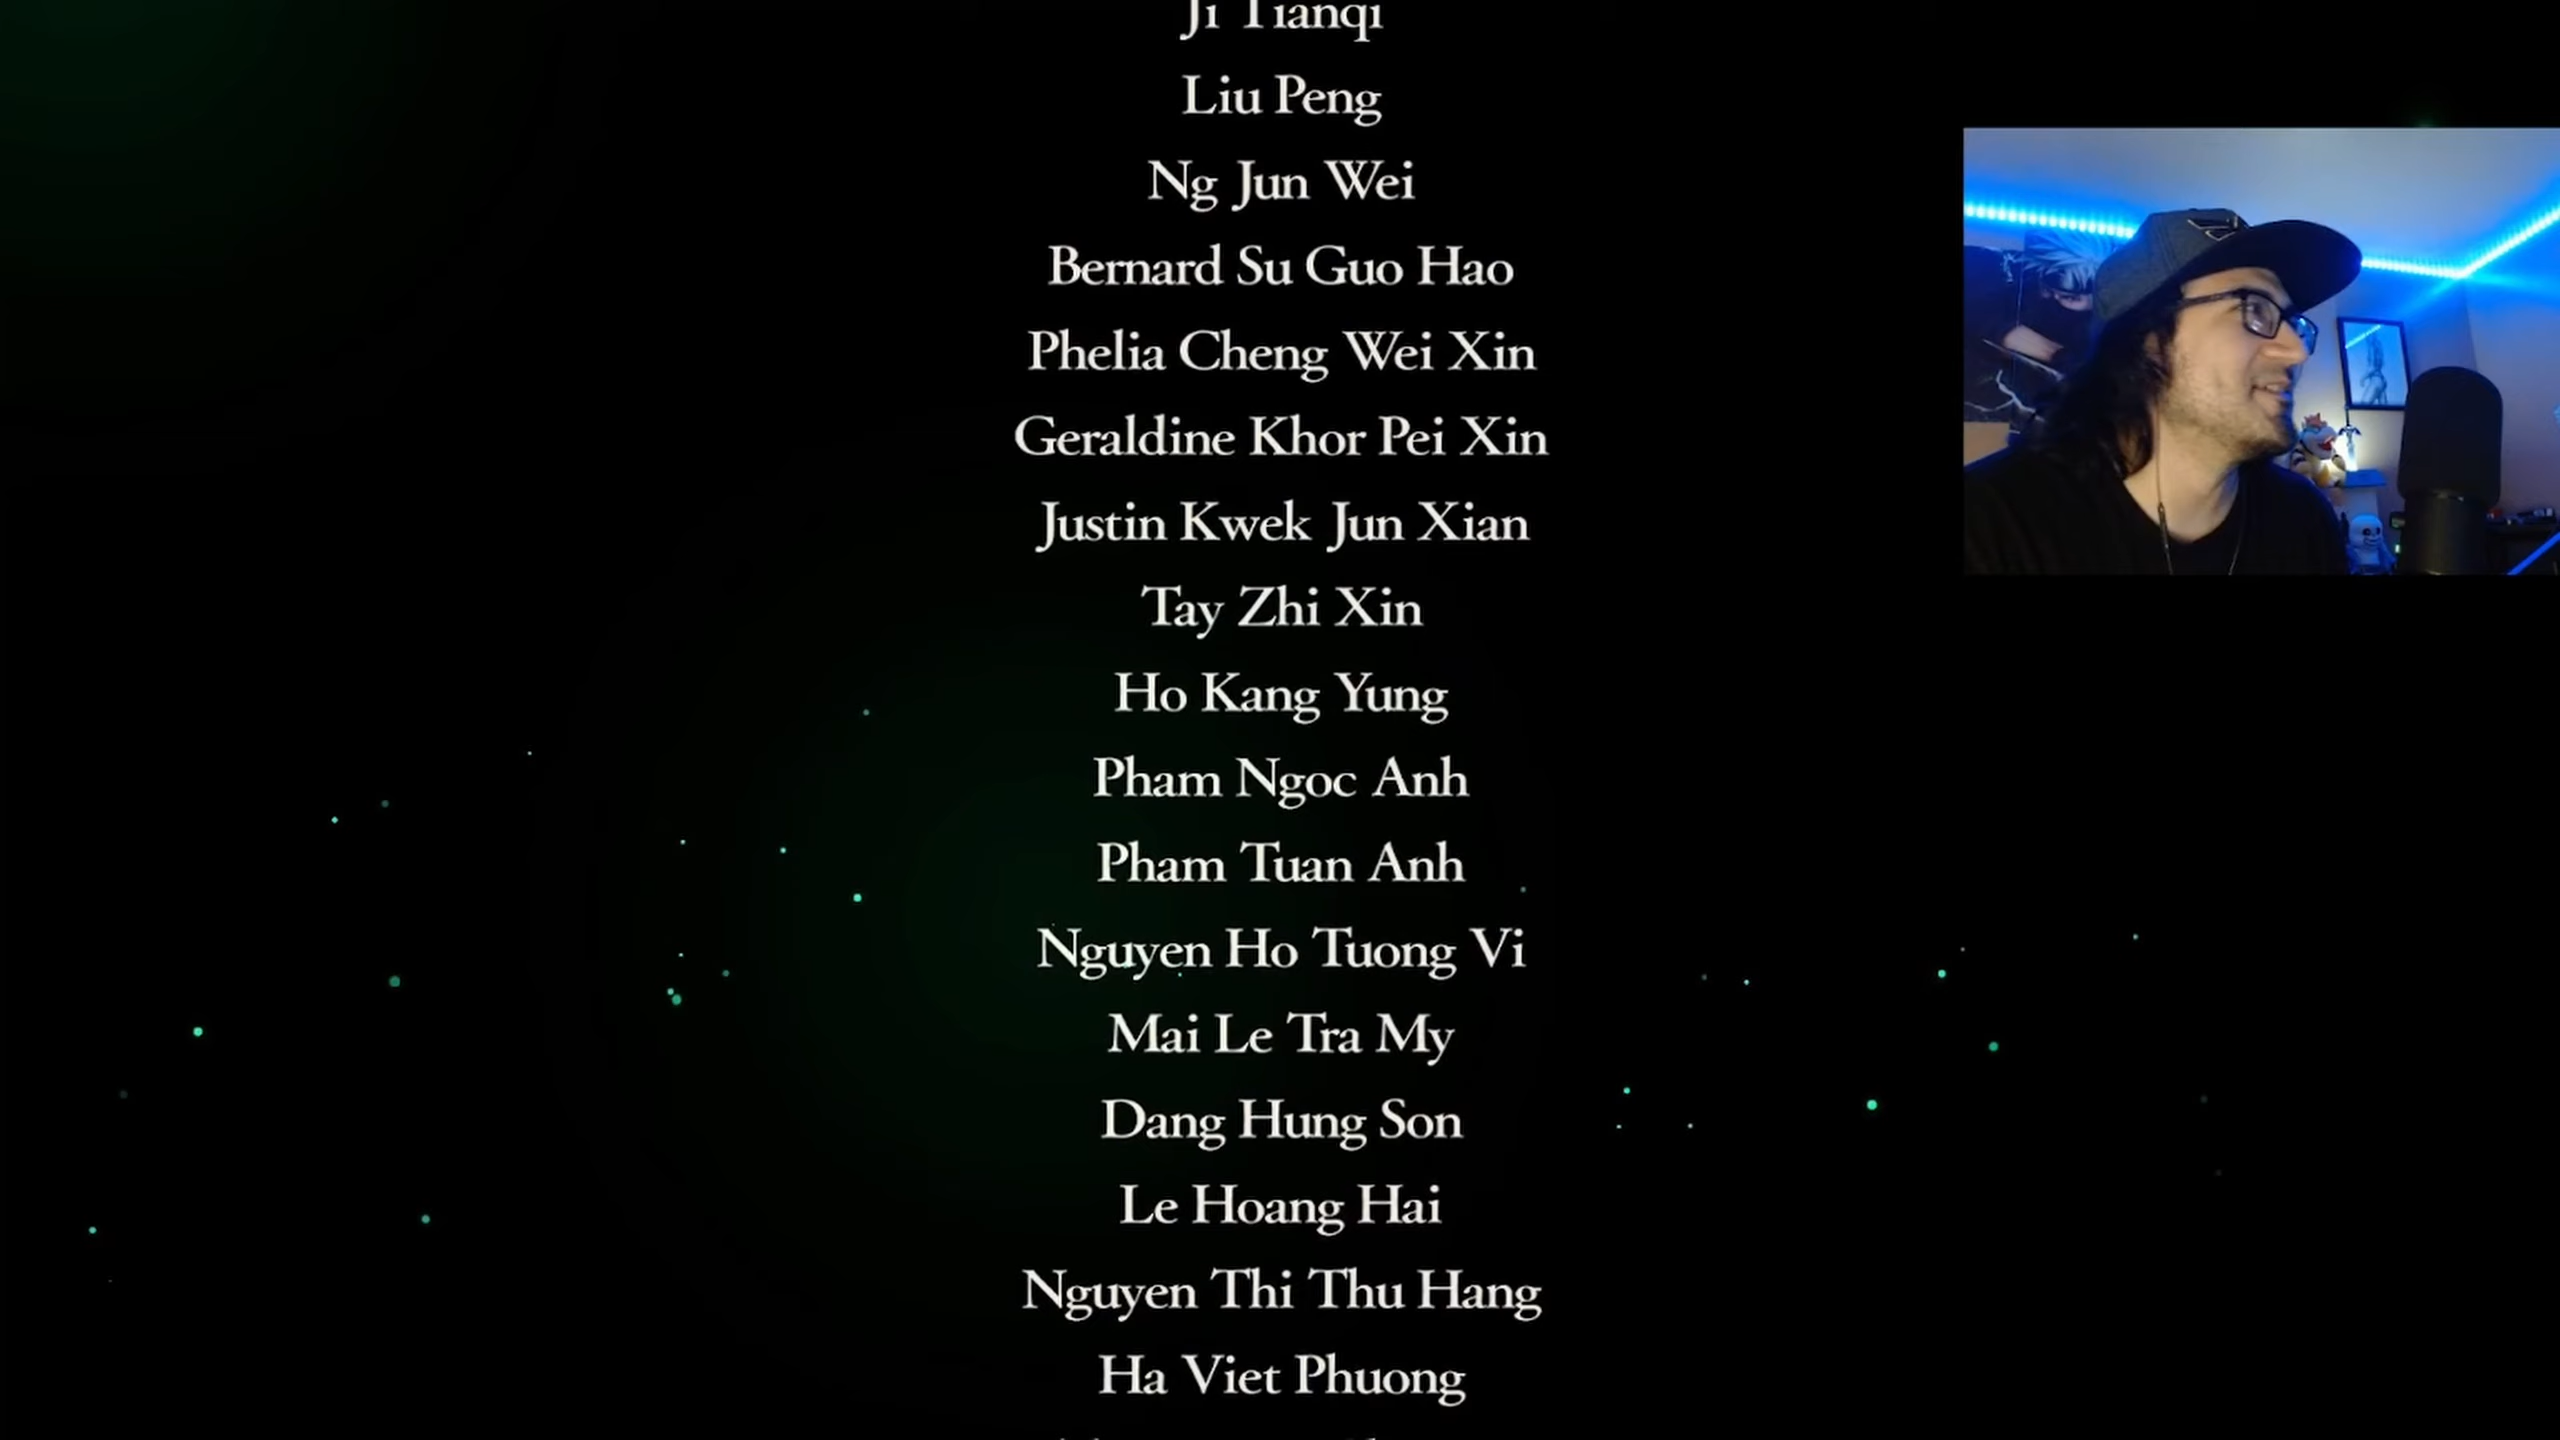 Ji Tianqi
Liu Peng
Ng Jun Wei
Bernard Su Guo Hao
Phelia Cheng Wei Xin
Geraldine Khor Pei Xin
Justin Kwek Jun Xian
Tay Zhi Xin
Ho Kang Yung
Pham Ngoc Anh
Pham Tuan Anh
Nguyen Ho Tuong Vi
Mai Le Tra My
Dang Hung Son
Le Hoang Hai
Nguyen Thi Thu Hang
Ha Viet Phuong